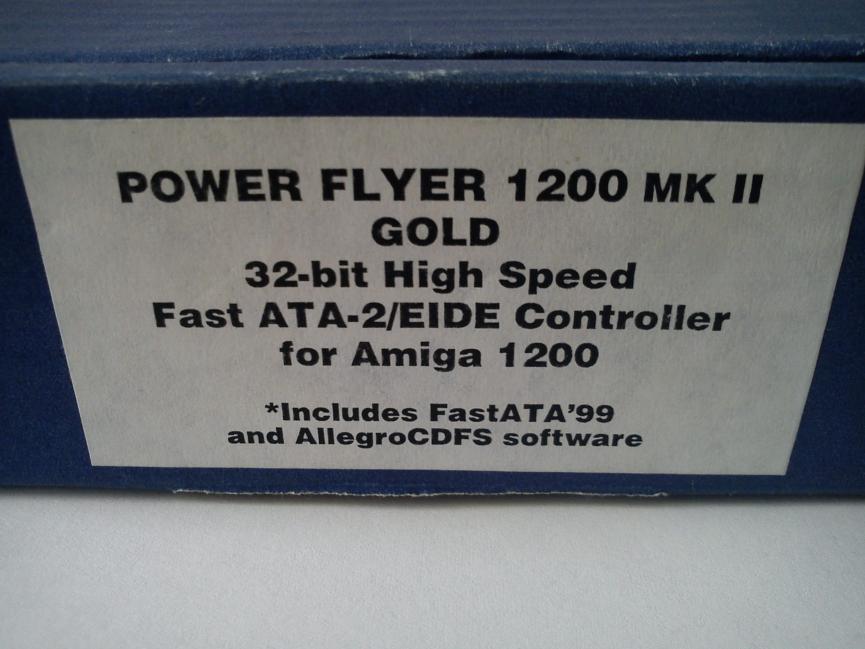 POWER FLYER 1200 MK II
GOLD
32-bit High Speed
Fast ATA-2/EIDE Controller
for Amiga 1200
*Includes FastATA'99
and AllegroCDFS software